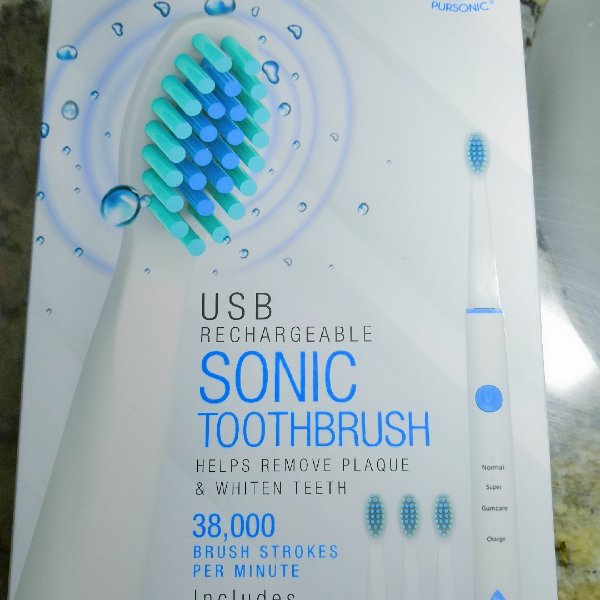 PURSONIC®
USB
RECHARGEABLE
SONIC
TOOTHBRUSH
HELPS REMOVE PLAQUE
& WHITEN TEETH
38,000
BRUSH STROKES
PER MINUTE
Includes
Normal
Super
Gumcare
Charge